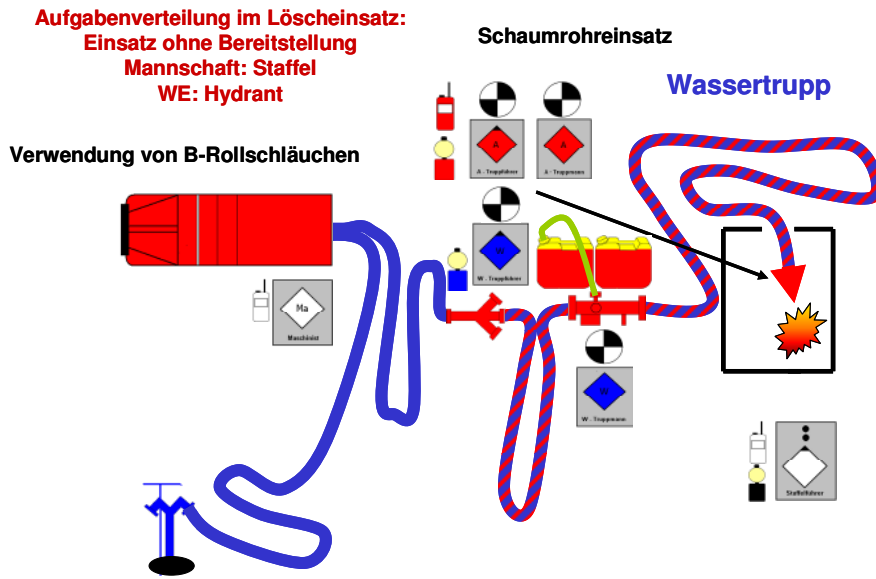 Aufgabenverteilung im Löscheinsatz:
Einsatz ohne Bereitstellung
Mannschaft: Staffel
WE: Hydrant
Schaumrohreinsatz
Wassertrupp
Verwendung von B-Rollschläuchen
A
A - Truppführer
A
A - Truppmann
W
W - Truppführer
Ma
Maschinist
W
W - Truppmann
Staffelführer